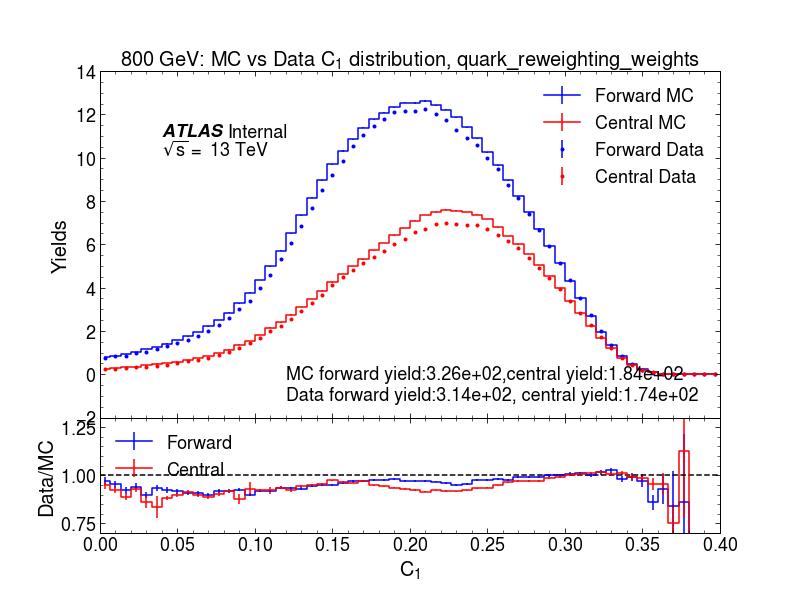 800 GeV: MC vs Data C₁ distribution, quark_reweighting_weights
14
12
10
8
6
4
2
0
−2
Yields
ATLAS Internal
√s = 13 TeV
Forward MC
Central MC
Forward Data
Central Data
MC forward yield:3.26e+02,central yield:1.84e+02
Data forward yield:3.14e+02, central yield:1.74e+02
1.25
1.00
0.75
Data/MC
Forward
Central
0.00 0.05 0.10 0.15 0.20 0.25 0.30 0.35 0.40
C₁